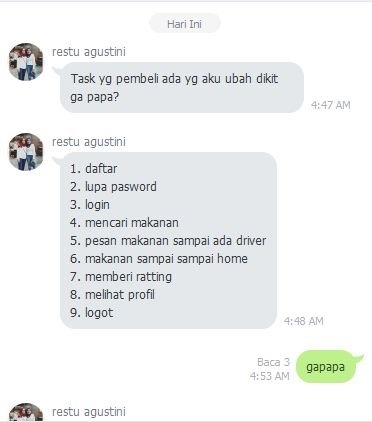 Hari Ini
restu agustini
Task yg pembeli ada yg aku ubah dikit
ga papa?
4:47 AM
restu agustini
1. daftar
2. lupa pasword
3. login
4. mencari makanan
5. pesan makanan sampai ada driver
6. makanan sampai sampai home
7. memberi ratting
8. melihat profil
9. logot
4:48 AM
Baca 3
4:53 AM
gapapa
restu agustini